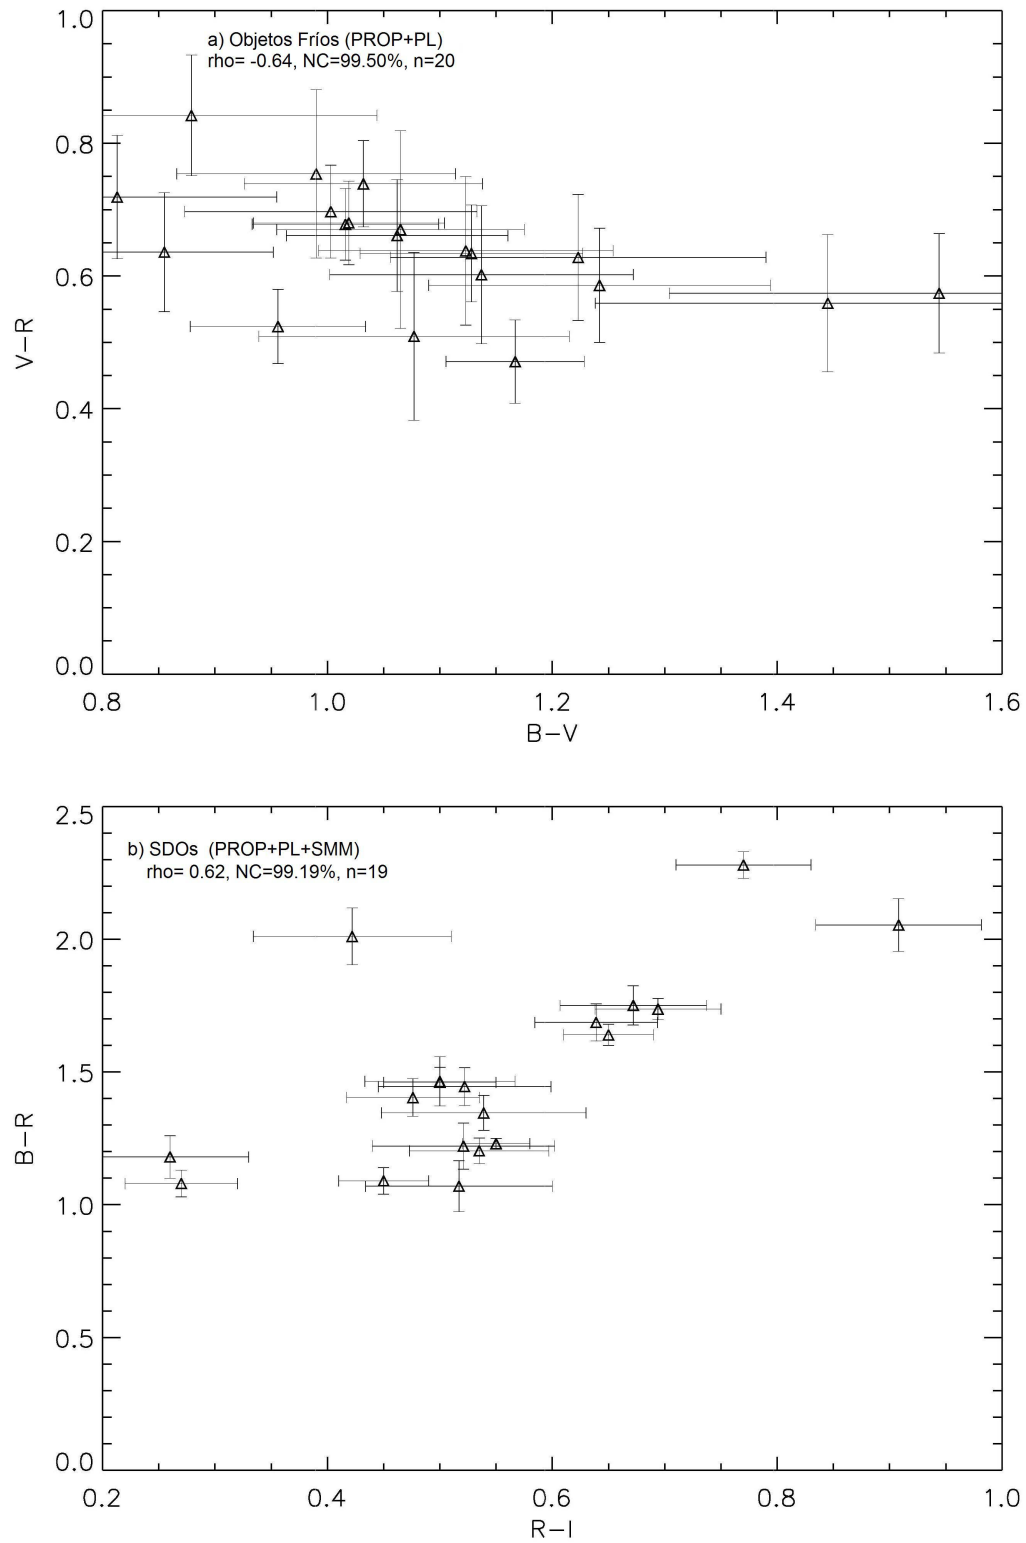 1.0
a) Objetos Fríos (PROP+PL)
rho= -0.64, NC=99.50%, n=20
0.8
0.6
V-R
0.4
0.2
0.0
0.8 1.0 1.2 1.4 1.6
B-V
2.5
b) SDOs (PROP+PL+SMM)
rho= 0.62, NC=99.19%, n=19
2.0
1.5
B-R
1.0
0.5
0.0
0.2 0.4 0.6 0.8 1.0
R-I